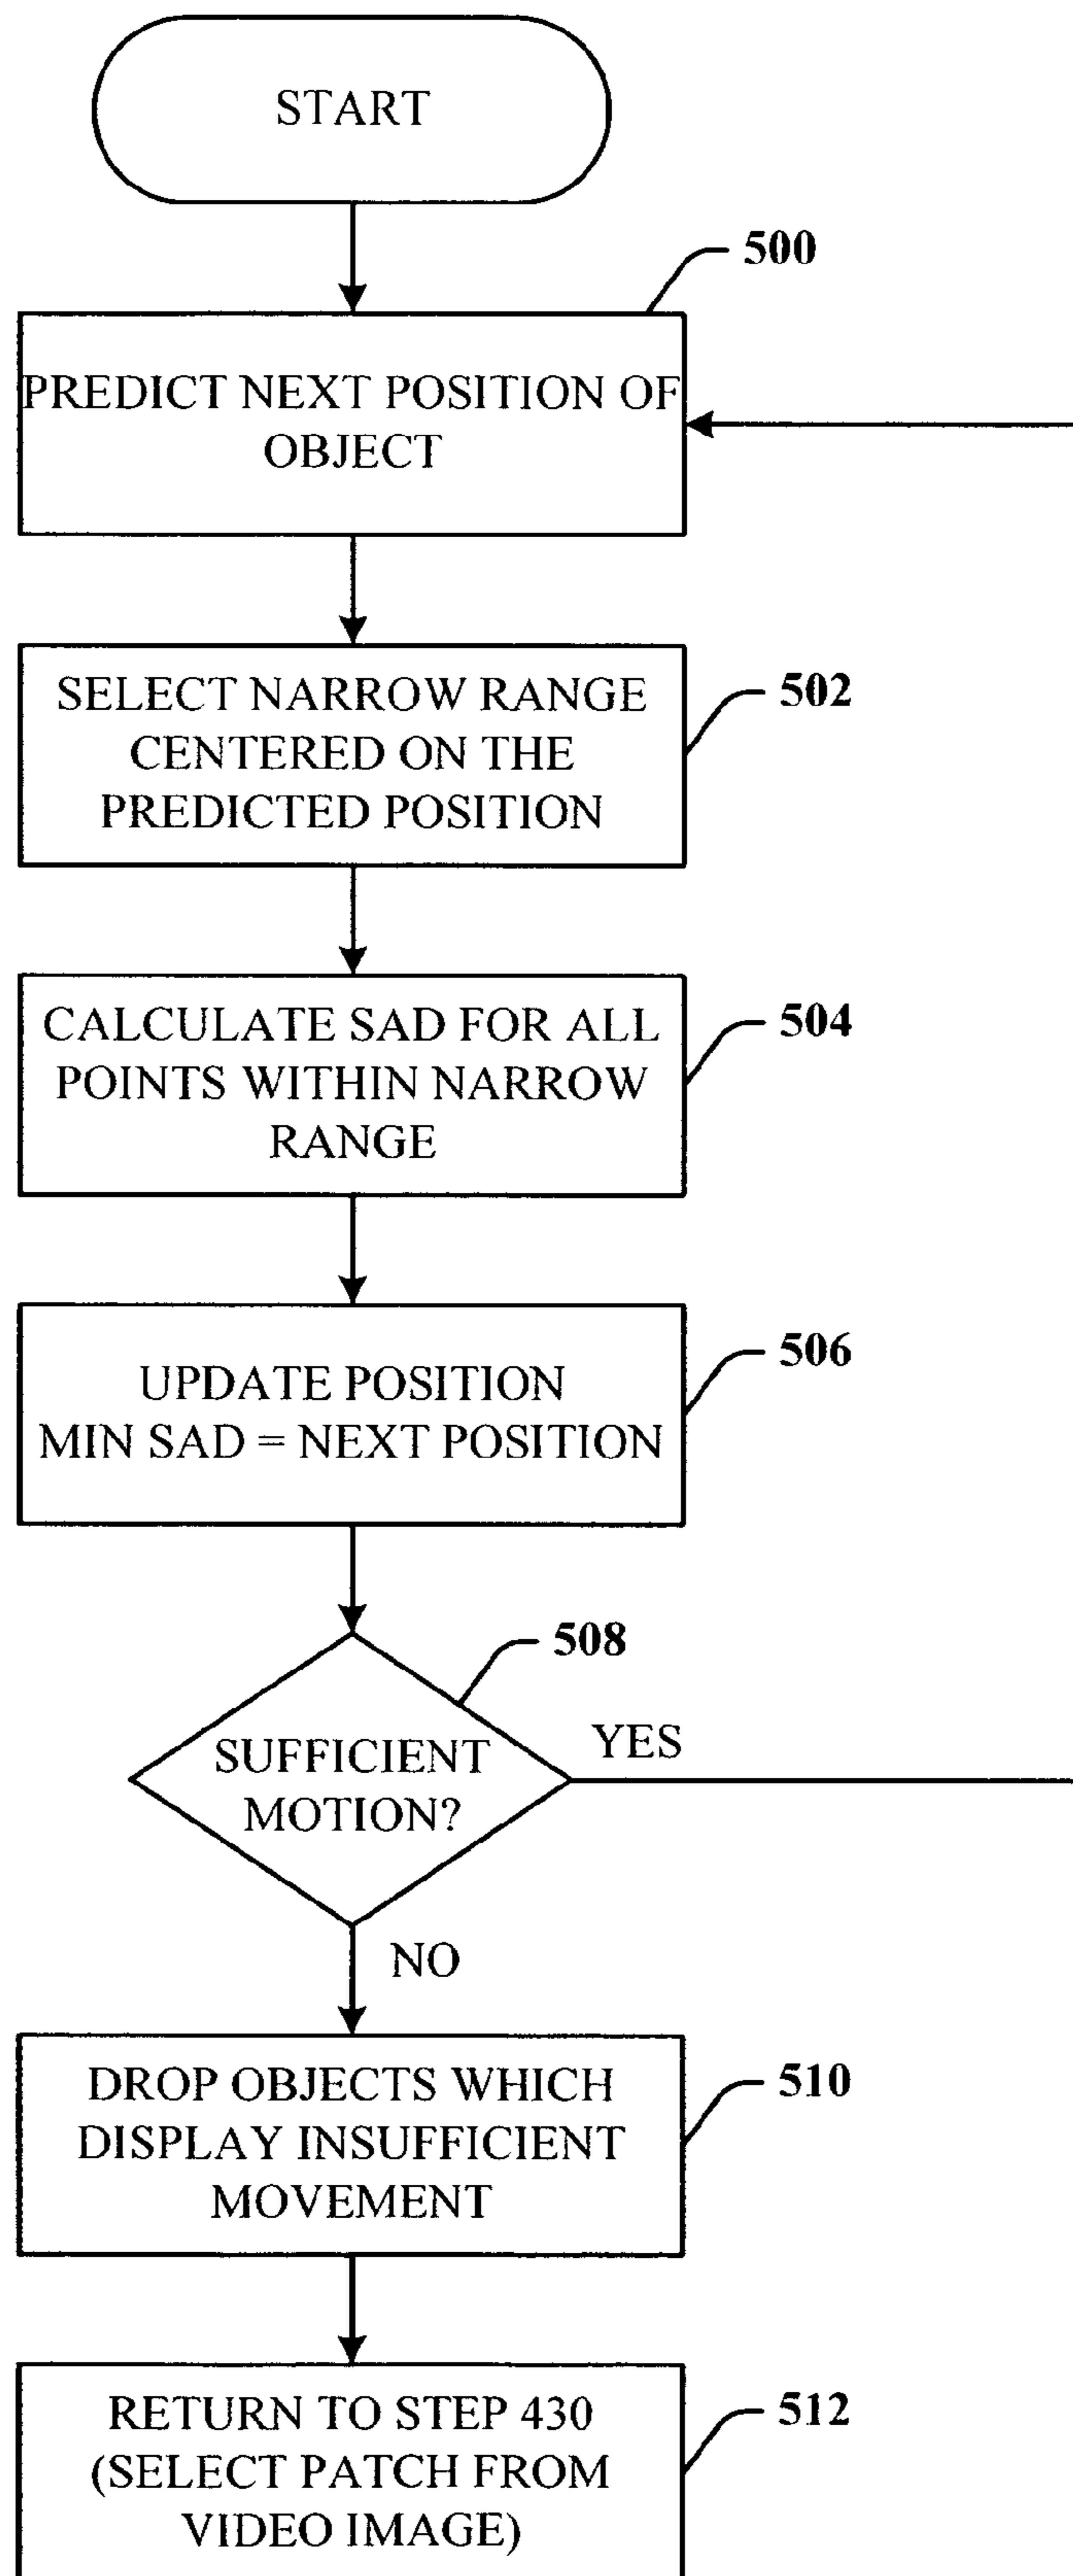 START
500
PREDICT NEXT POSITION OF
OBJECT
502
SELECT NARROW RANGE
CENTERED ON THE
PREDICTED POSITION
504
CALCULATE SAD FOR ALL
POINTS WITHIN NARROW
RANGE
506
UPDATE POSITION
MIN SAD = NEXT POSITION
508
SUFFICIENT
MOTION?
YES
NO
510
DROP OBJECTS WHICH
DISPLAY INSUFFICIENT
MOVEMENT
512
RETURN TO STEP 430
(SELECT PATCH FROM
VIDEO IMAGE)